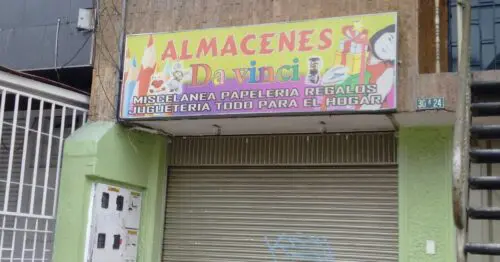 ALMACENES
Da vinci
MISCELANEA PAPELERIA REGALOS
JUGUETERIA TODO PARA EL HOGAR